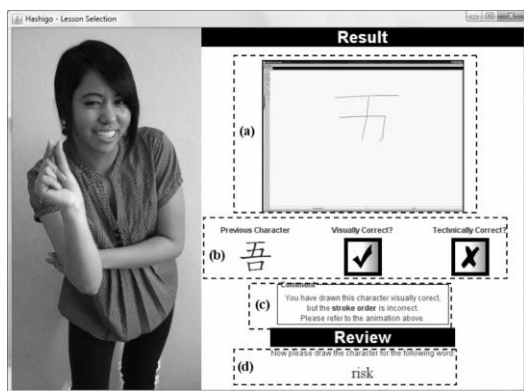 Hashigo - Lesson Selection
Result
(a)
Previous Character
Visually Correct?
Technically Correct?
(b)
吾
Comment
(c)
You have drawn this character visually corect,
but the stroke order is incorrect.
Please refer to the animation above.
Review
Now please draw the character for the following word:
(d)
risk